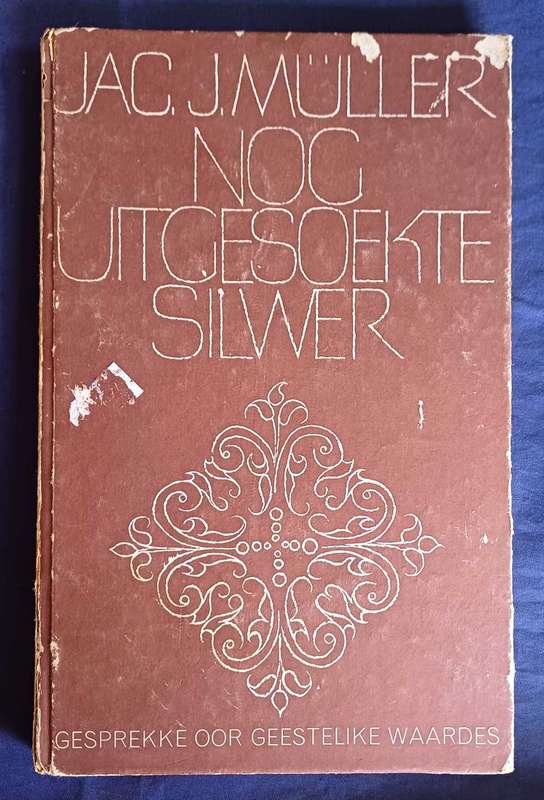 JAC. J. MÜLLER
NOG
UITGESOEKTE
SILWER
GESPREKKE OOR GEESTELIKE WAARDES